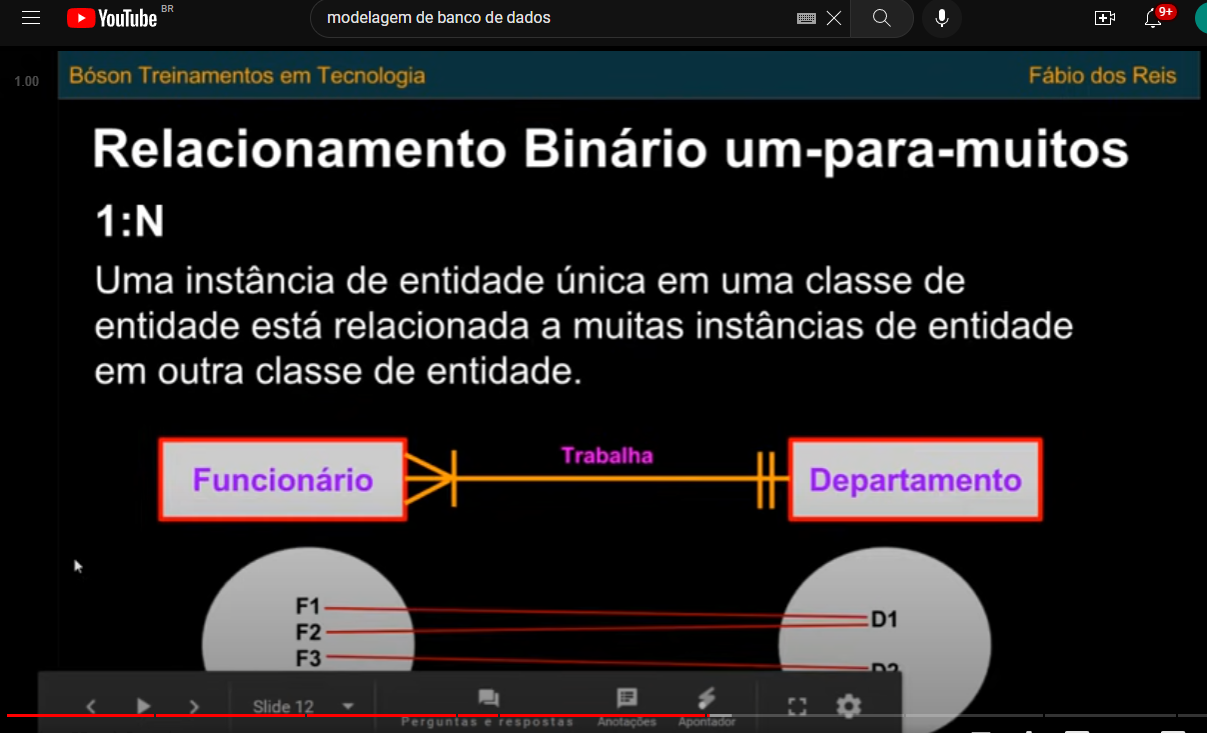 YouTube BR
modelagem de banco de dados
9+
1.00
Bóson Treinamentos em Tecnologia
Fábio dos Reis
Relacionamento Binário um-para-muitos
1:N
Uma instância de entidade única em uma classe de
entidade está relacionada a muitas instâncias de entidade
em outra classe de entidade.
Funcionário
Trabalha
Departamento
F1
F2
F3
D1
D2
Slide 12
Perguntas e respostas
Anotações
Apontador